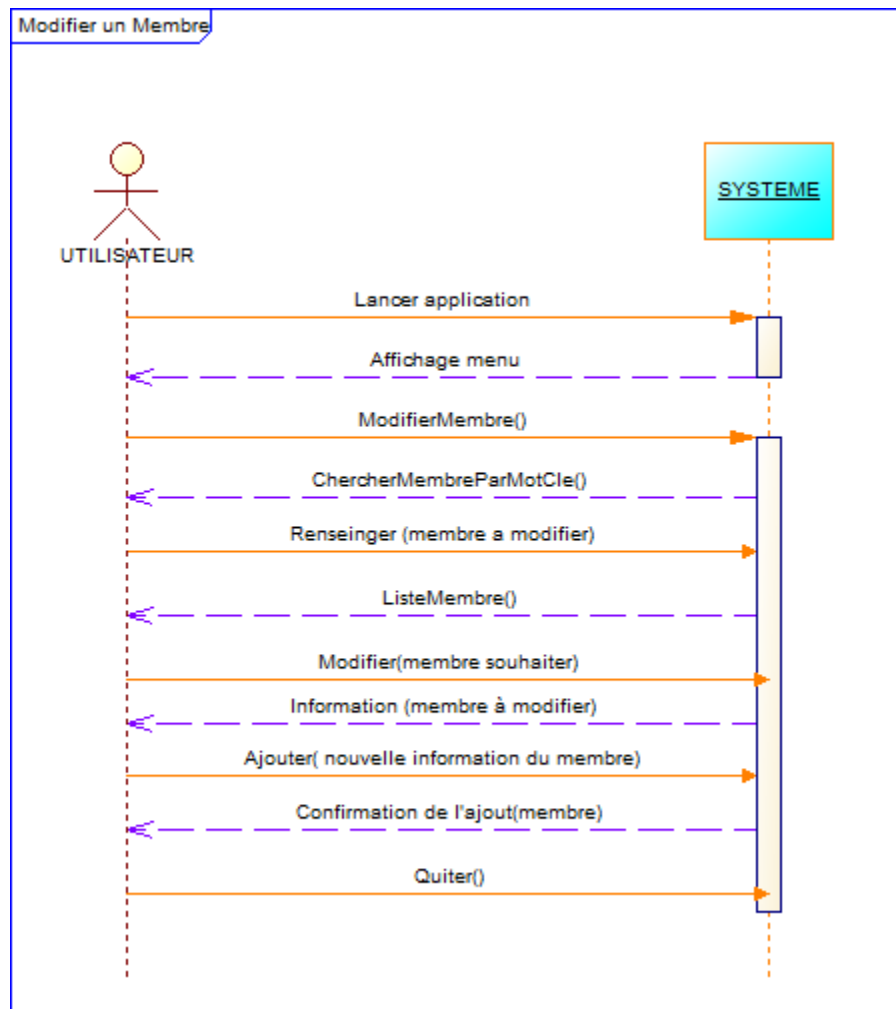 Modifier un Membre
SYSTEME
UTILISATEUR
Lancer application
Affichage menu
ModifierMembre()
ChercherMembreParMotCle()
Renseinger (membre a modifier)
ListeMembre()
Modifier(membre souhaiter)
Information (membre à modifier)
Ajouter( nouvelle information du membre)
Confirmation de l'ajout(membre)
Quiter()